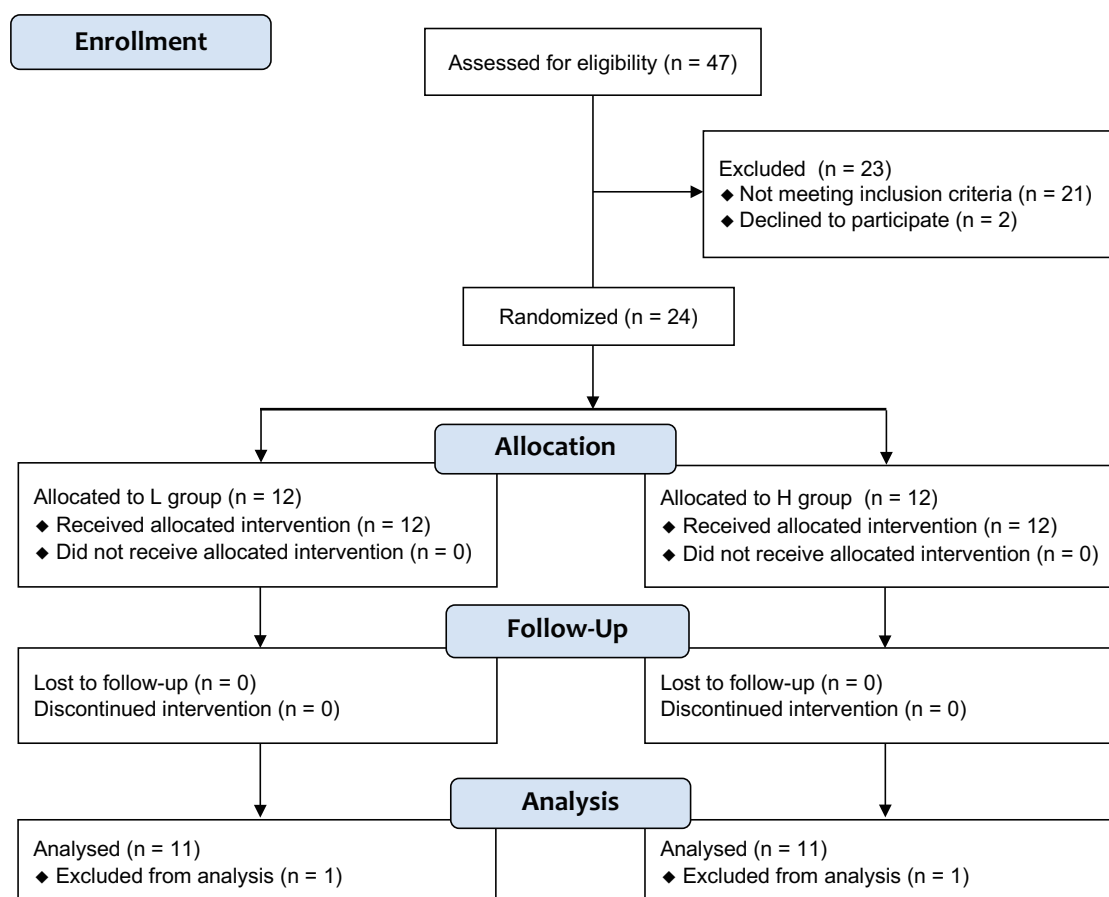 Enrollment
Assessed for eligibility (n = 47)
Excluded (n = 23)
◆ Not meeting inclusion criteria (n = 21)
◆ Declined to participate (n = 2)
Randomized (n = 24)
Allocation
Allocated to L group (n = 12)
◆ Received allocated intervention (n = 12)
◆ Did not receive allocated intervention (n = 0)
Allocated to H group (n = 12)
◆ Received allocated intervention (n = 12)
◆ Did not receive allocated intervention (n = 0)
Follow-Up
Lost to follow-up (n = 0)
Discontinued intervention (n = 0)
Lost to follow-up (n = 0)
Discontinued intervention (n = 0)
Analysis
Analysed (n = 11)
◆ Excluded from analysis (n = 1)
Analysed (n = 11)
◆ Excluded from analysis (n = 1)